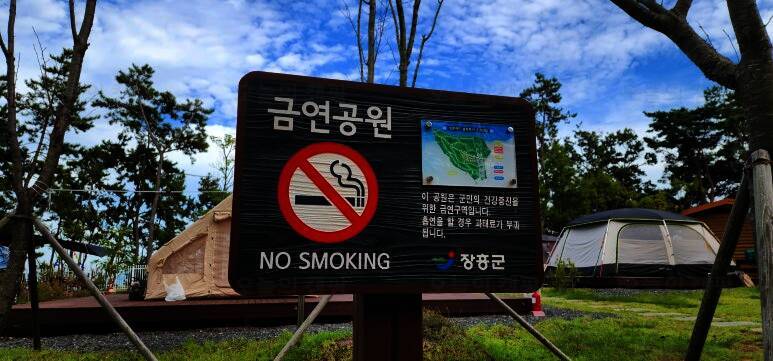 금연공원
이 공원은 군민의 건강증진을
위한 금연구역입니다.
흡연을 할 경우 과태료가 부과
됩니다.
NO SMOKING
장흥군